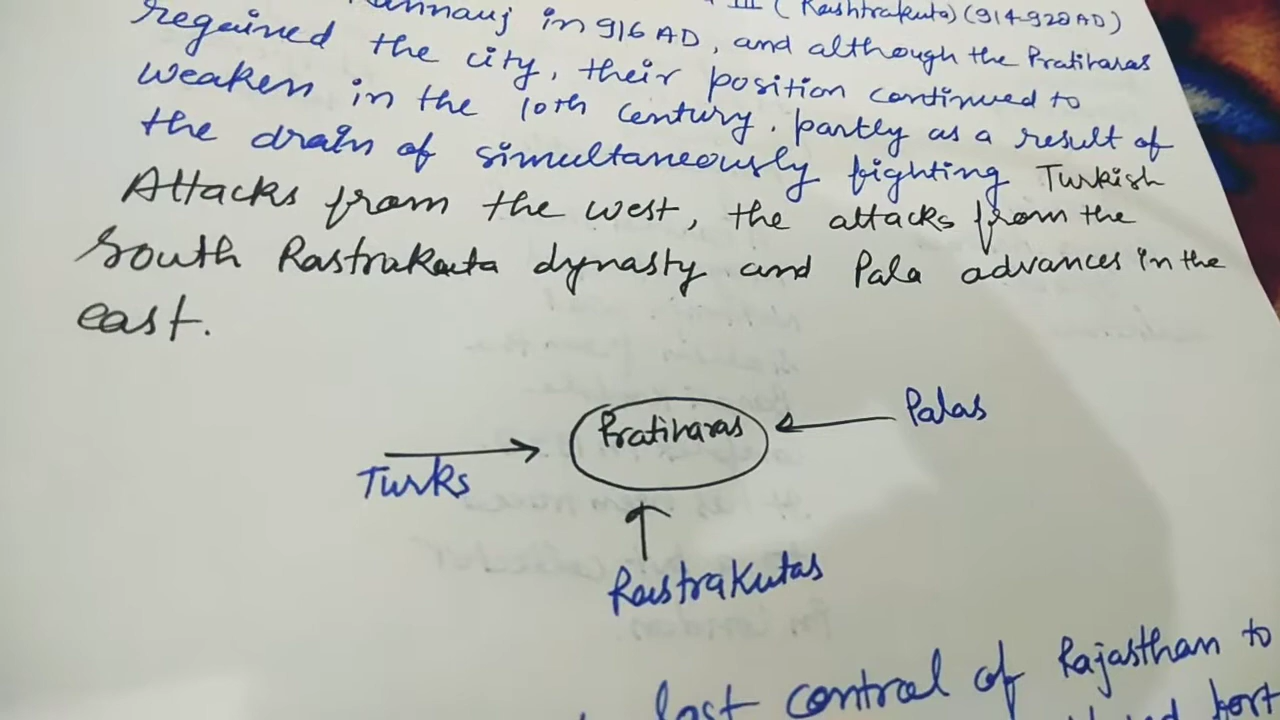 III (Rashtrakuta) (914-928 AD)
Kannauj in 916 AD, and although the Pratiharas
regained the city, their position continued to
weaken in the 10th century, partly as a result of
the drain of simultaneously fighting Turkish
Attacks from the west, the attacks from the
South Rastrakuta dynasty and Pala advances in the
east.
Pratiharas
Palas
Turks
Rastrakutas
lost control of Rajasthan to